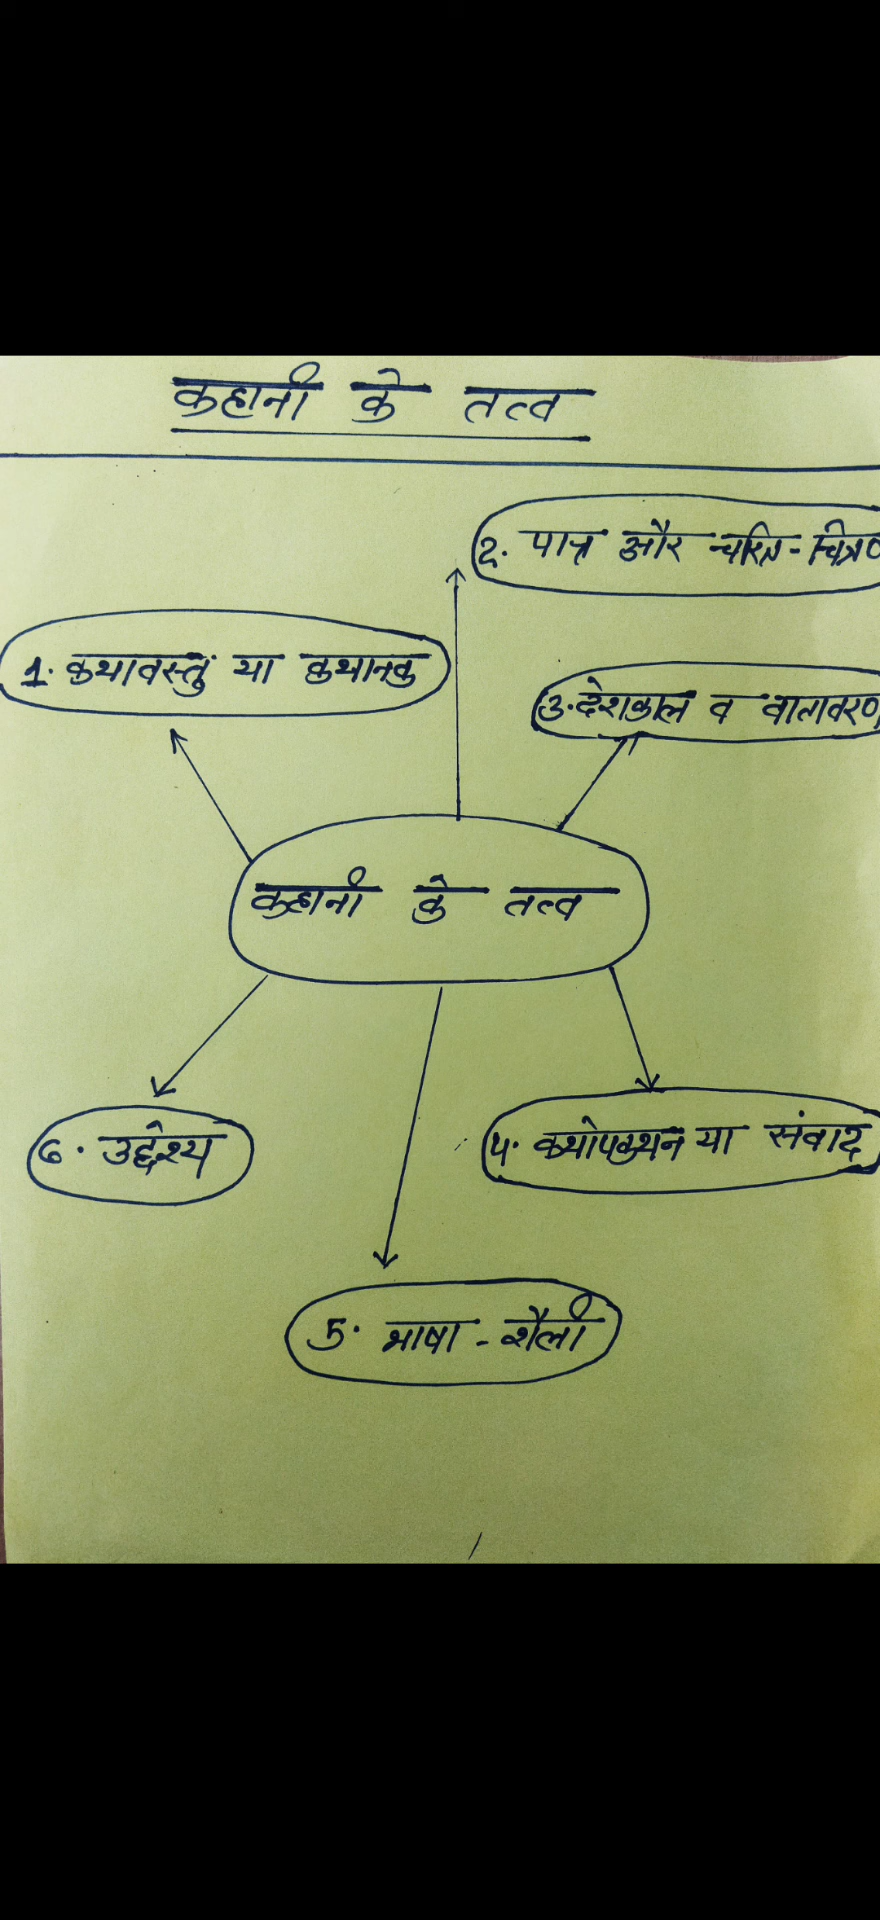 कहानी के तत्व
2. पात्र और चरित्र-चित्रण
1. कथावस्तु या कथानक
3. देशकाल व वातावरण
कहानी के तत्व
6. उद्देश्य
4. कथोपकथन या संवाद
5. भाषा - शैली